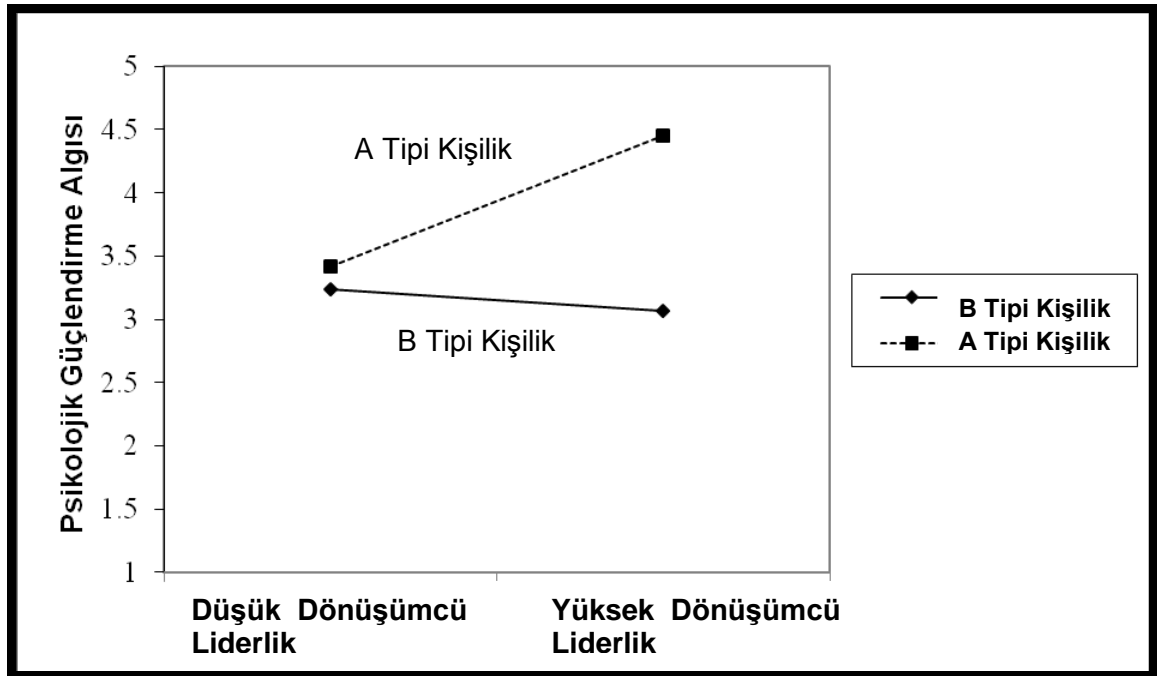 Psikolojik Güçlendirme Algısı
5
4.5
4
3.5
3
2.5
2
1.5
1
A Tipi Kişilik
B Tipi Kişilik
Düşük Dönüşümcü
Liderlik
Yüksek Dönüşümcü
Liderlik
B Tipi Kişilik
A Tipi Kişilik